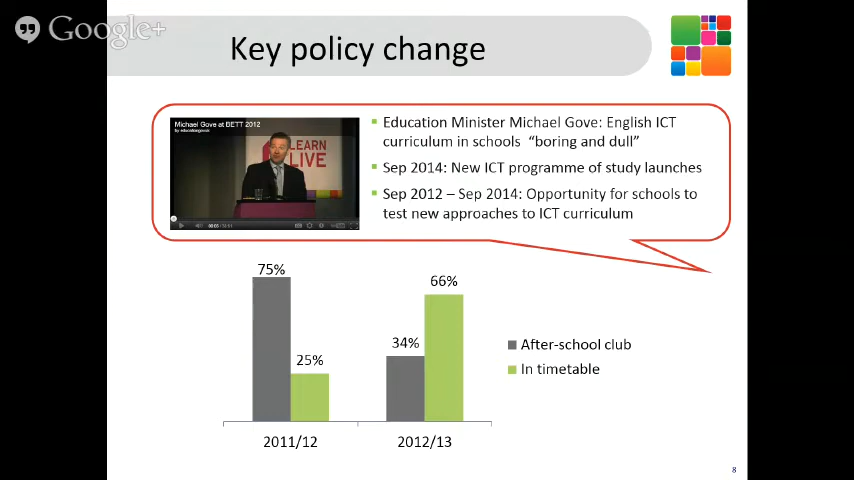 Google+
Key policy change
Michael Gove at BETT 2012
by educationgovuk
LEARN
LIVE
Education Minister Michael Gove: English ICT
curriculum in schools “boring and dull”
Sep 2014: New ICT programme of study launches
Sep 2012 – Sep 2014: Opportunity for schools to
test new approaches to ICT curriculum
75%
25%
34%
66%
After-school club
In timetable
2011/12
2012/13
8